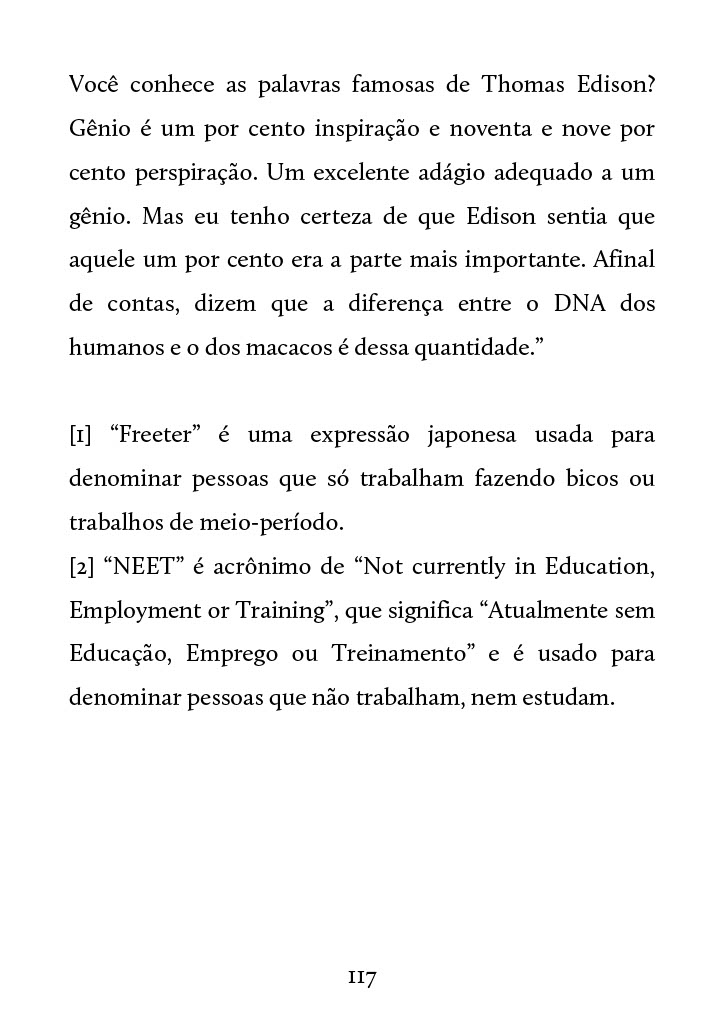 Você conhece as palavras famosas de Thomas Edison?
Gênio é um por cento inspiração e noventa e nove por
cento perspiração. Um excelente adágio adequado a um
gênio. Mas eu tenho certeza de que Edison sentia que
aquele um por cento era a parte mais importante. Afinal
de contas, dizem que a diferença entre o DNA dos
humanos e o dos macacos é dessa quantidade.”
[1] “Freeter” é uma expressão japonesa usada para
denominar pessoas que só trabalham fazendo bicos ou
trabalhos de meio-período.
[2] “NEET” é acrônimo de “Not currently in Education,
Employment or Training”, que significa “Atualmente sem
Educação, Emprego ou Treinamento” e é usado para
denominar pessoas que não trabalham, nem estudam.
117